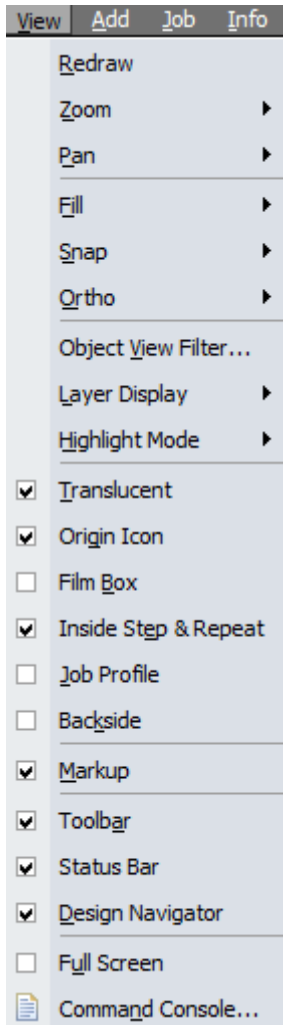 View Add Job Info
Redraw
Zoom
Pan
Fill
Snap
Ortho
Object View Filter...
Layer Display
Highlight Mode
Translucent
Origin Icon
Film Box
Inside Step & Repeat
Job Profile
Backside
Markup
Toolbar
Status Bar
Design Navigator
Full Screen
Command Console...